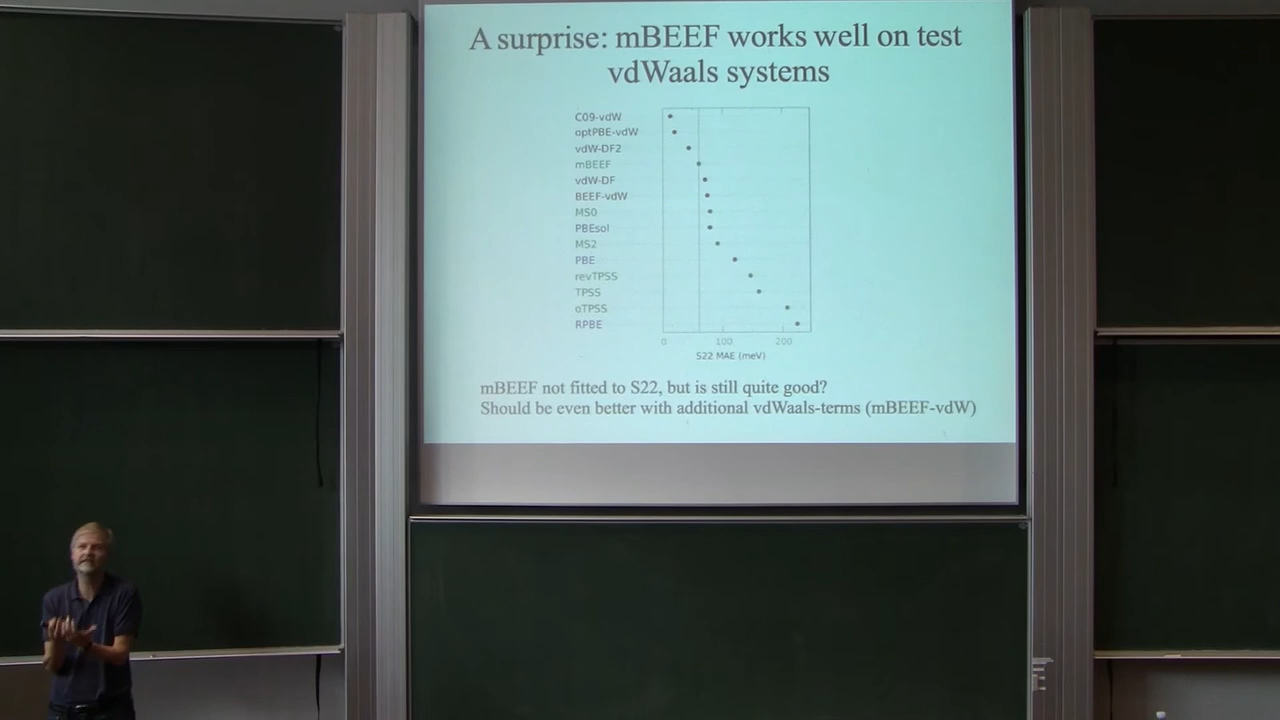 A surprise: mBEEF works well on test
vdWaals systems
C09-vdW
optPBE-vdW
vdW-DF2
mBEEF
vdW-DF
BEEF-vdW
MS0
PBEsol
MS2
PBE
revTPSS
TPSS
oTPSS
RPBE
0 100 200
S22 MAE (meV)
mBEEF not fitted to S22, but is still quite good?
Should be even better with additional vdWaals-terms (mBEEF-vdW)